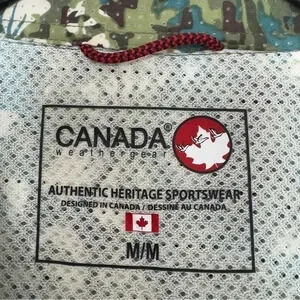 CANADA
weathergear
AUTHENTIC HERITAGE SPORTSWEAR
DESIGNED IN CANADA / DESSINÉ AU CANADA
M/M